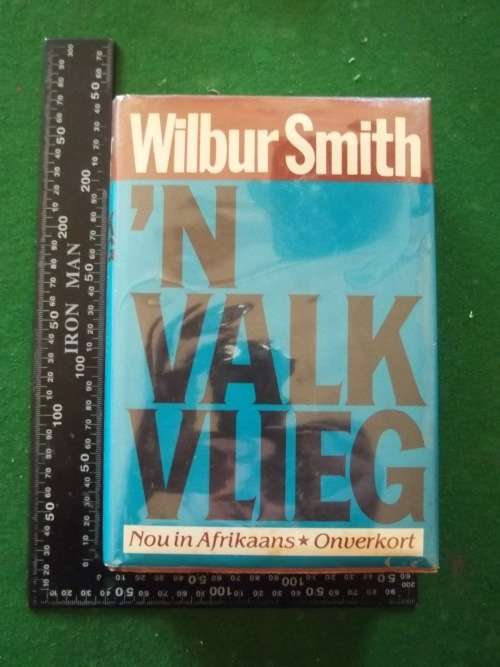 Wilbur Smith
'N
VALK
VLIEG
Nou in Afrikaans ★ Onverkort
IRON MAN